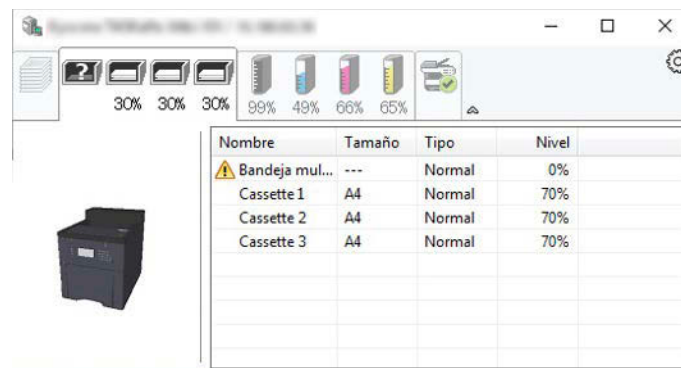 ?
30% 30% 30% 99% 49% 66% 65%
Nombre Tamaño Tipo Nivel
Bandeja mul... --- Normal 0%
Cassette 1 A4 Normal 70%
Cassette 2 A4 Normal 70%
Cassette 3 A4 Normal 70%